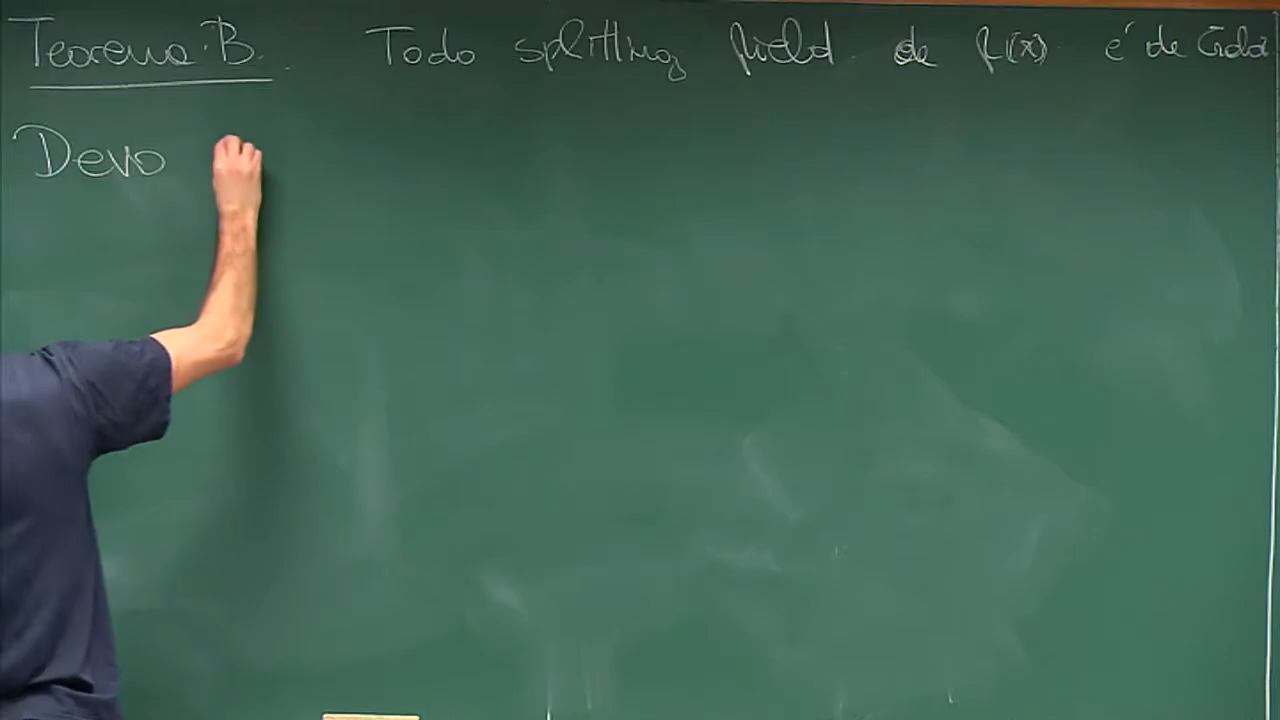 Teorema B. Todo splitting field de f(x) é de Galois
Devo